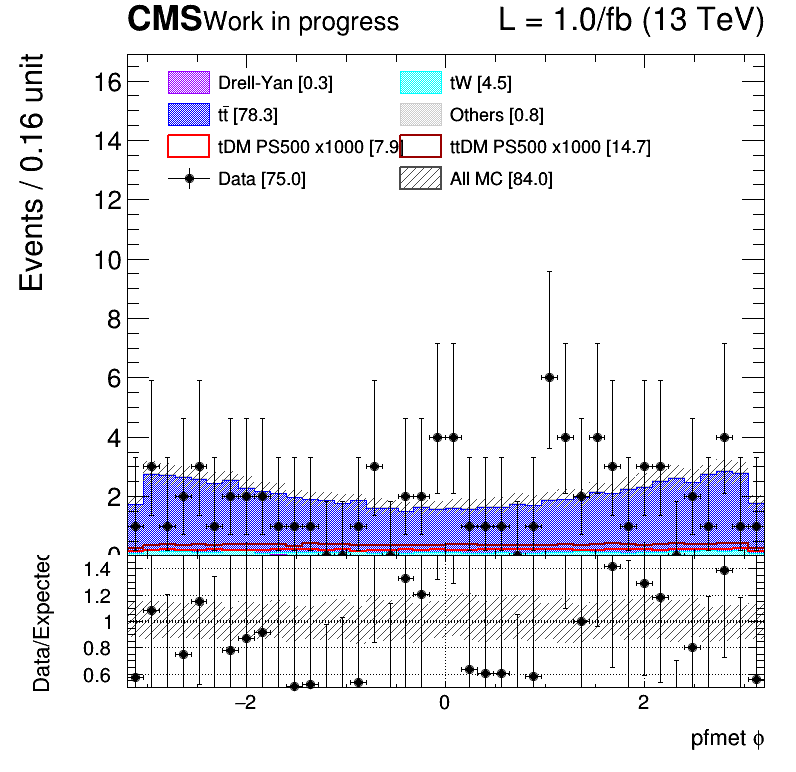 CMS Work in progress L = 1.0/fb (13 TeV)
Events / 0.16 unit
16
14
12
10
8
6
4
2
0
Drell-Yan [0.3] tW [4.5]
tt̄ [78.3] Others [0.8]
tDM PS500 x1000 [7.9] ttDM PS500 x1000 [14.7]
Data [75.0] All MC [84.0]
Data/Expected
1.4
1.2
1
0.8
0.6
−2 0 2
pfmet ϕ